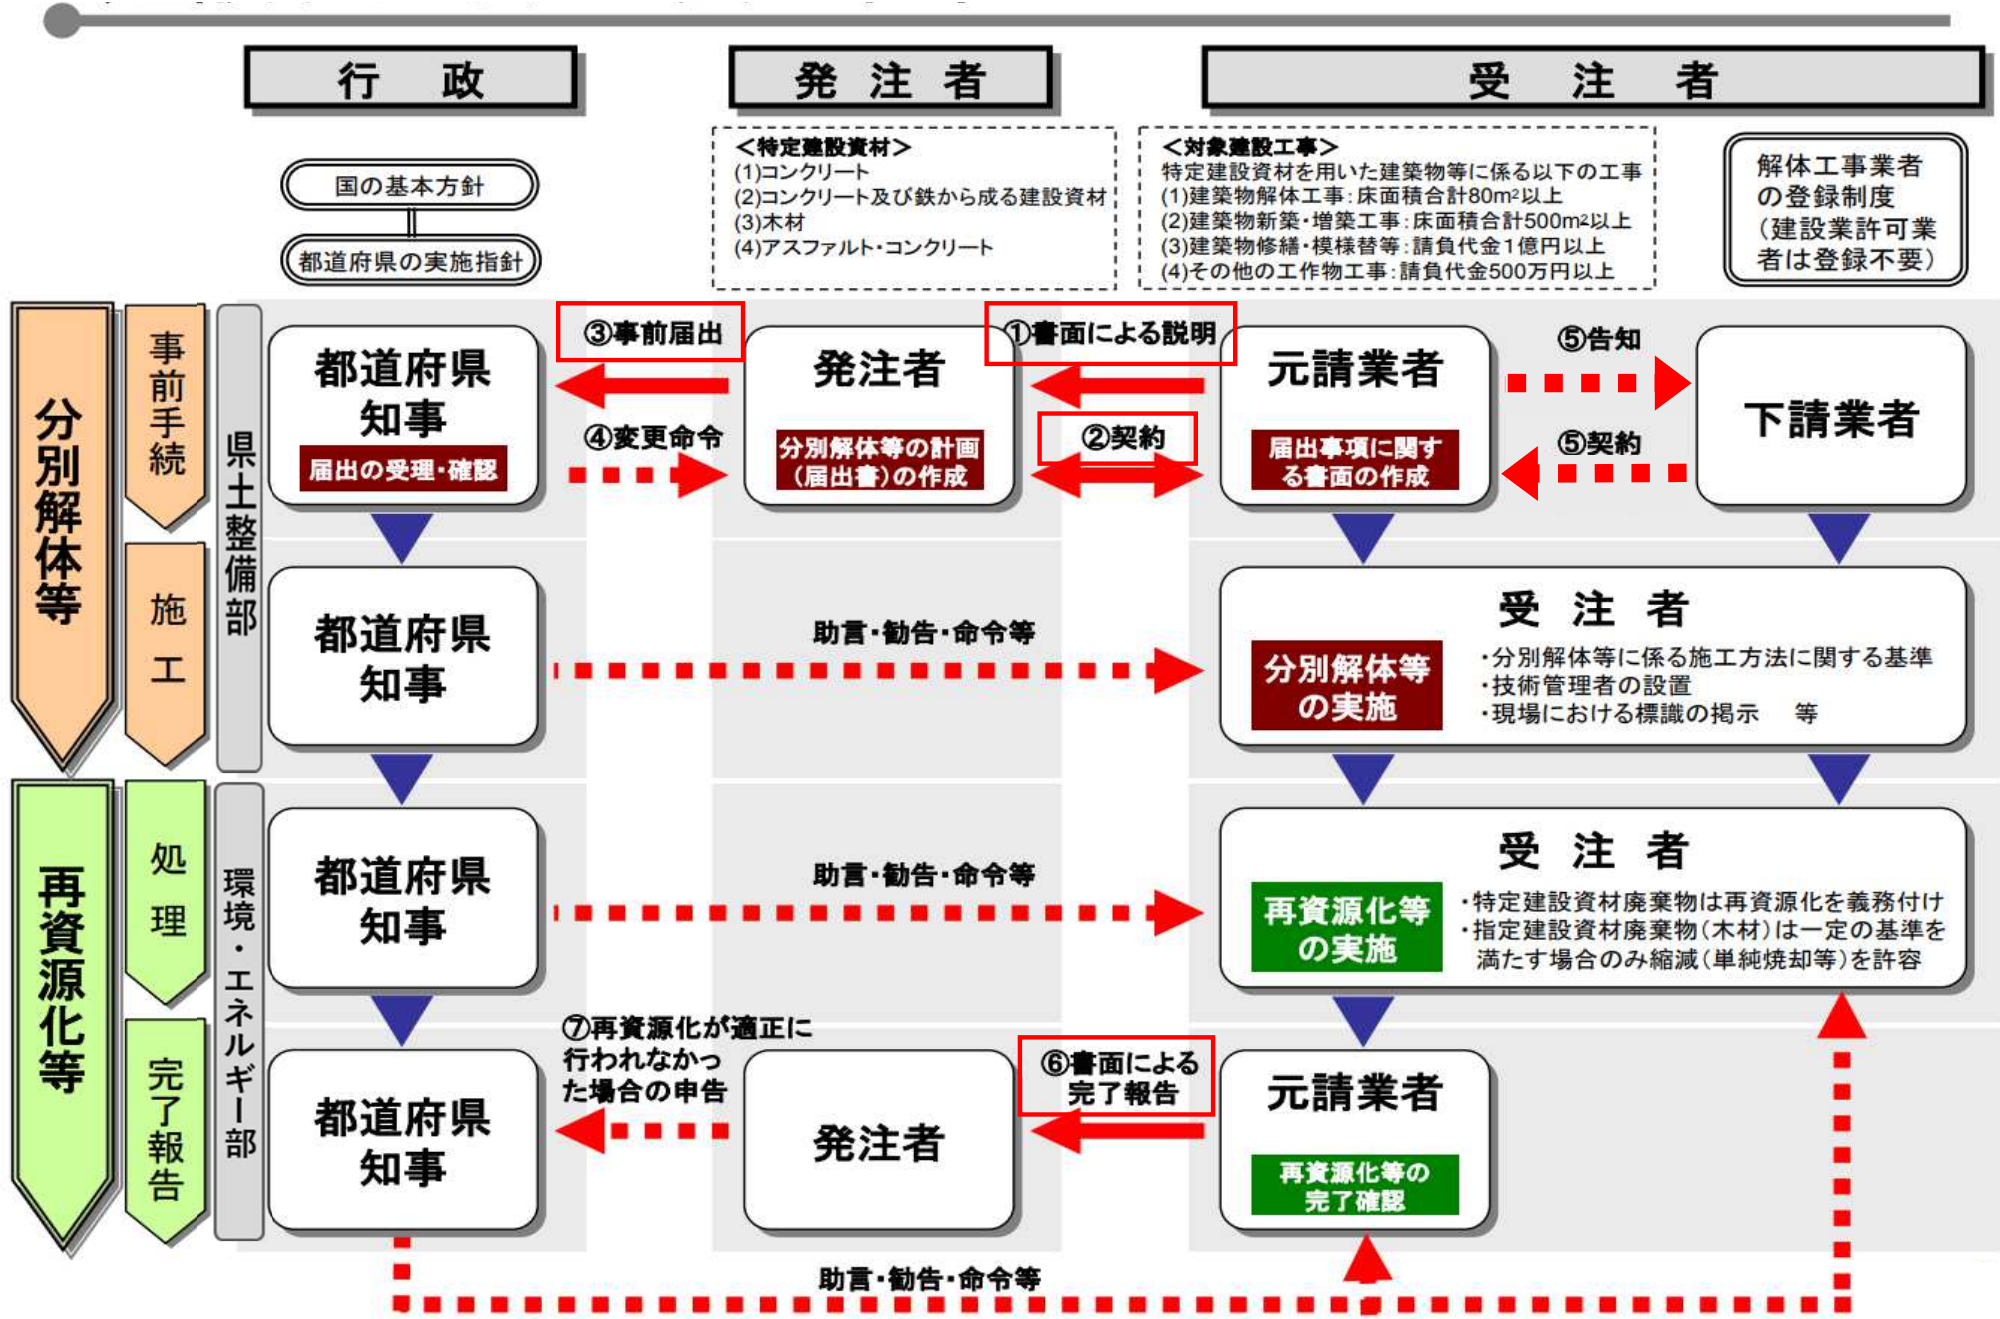 行　政
発 注 者
受　注　者
国の基本方針
都道府県の実施指針
＜特定建設資材＞
(1)コンクリート
(2)コンクリート及び鉄から成る建設資材
(3)木材
(4)アスファルト・コンクリート
＜対象建設工事＞
特定建設資材を用いた建築物等に係る以下の工事
(1)建築物解体工事：床面積合計80m²以上
(2)建築物新築・増築工事：床面積合計500m²以上
(3)建築物修繕・模様替等：請負代金１億円以上
(4)その他の工作物工事：請負代金500万円以上
解体工事業者
の登録制度
（建設業許可業
者は登録不要）
分別解体等
事前手続
施工
県土整備部
都道府県
知事
届出の受理・確認
③事前届出
④変更命令
発注者
分別解体等の計画
（届出書）の作成
①書面による説明
②契約
元請業者
届出事項に関す
る書面の作成
⑤告知
⑤契約
下請業者
都道府県
知事
助言・勧告・命令等
受 注 者
分別解体等
の実施
・分別解体等に係る施工方法に関する基準
・技術管理者の設置
・現場における標識の掲示　等
再資源化等
処理
完了報告
環境・エネルギー部
都道府県
知事
助言・勧告・命令等
受 注 者
再資源化等
の実施
・特定建設資材廃棄物は再資源化を義務付け
・指定建設資材廃棄物（木材）は一定の基準を
満たす場合のみ縮減（単純焼却等）を許容
都道府県
知事
⑦再資源化が適正に
行われなかっ
た場合の申告
発注者
⑥書面による
完了報告
元請業者
再資源化等の
完了確認
助言・勧告・命令等